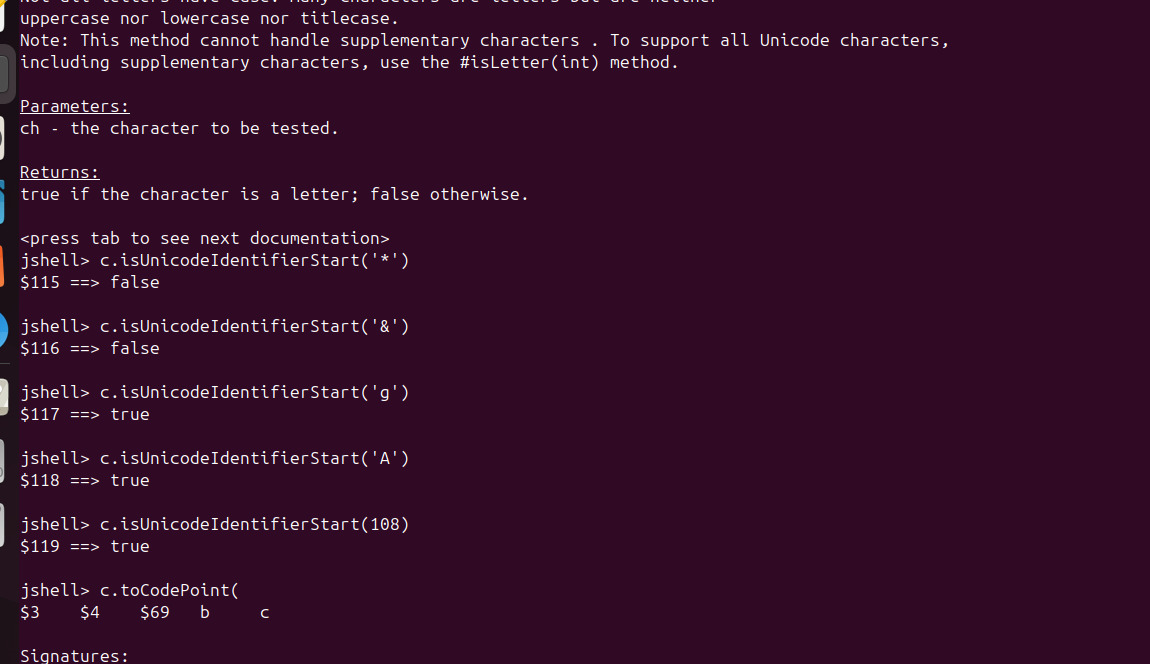 uppercase nor lowercase nor titlecase.
Note: This method cannot handle supplementary characters . To support all Unicode characters,
including supplementary characters, use the #isLetter(int) method.
Parameters:
ch - the character to be tested.
Returns:
true if the character is a letter; false otherwise.
<press tab to see next documentation>
jshell> c.isUnicodeIdentifierStart('*')
$115 ==> false
jshell> c.isUnicodeIdentifierStart('&')
$116 ==> false
jshell> c.isUnicodeIdentifierStart('g')
$117 ==> true
jshell> c.isUnicodeIdentifierStart('A')
$118 ==> true
jshell> c.isUnicodeIdentifierStart(108)
$119 ==> true
jshell> c.toCodePoint(
$3    $4    $69   b     c
Signatures: